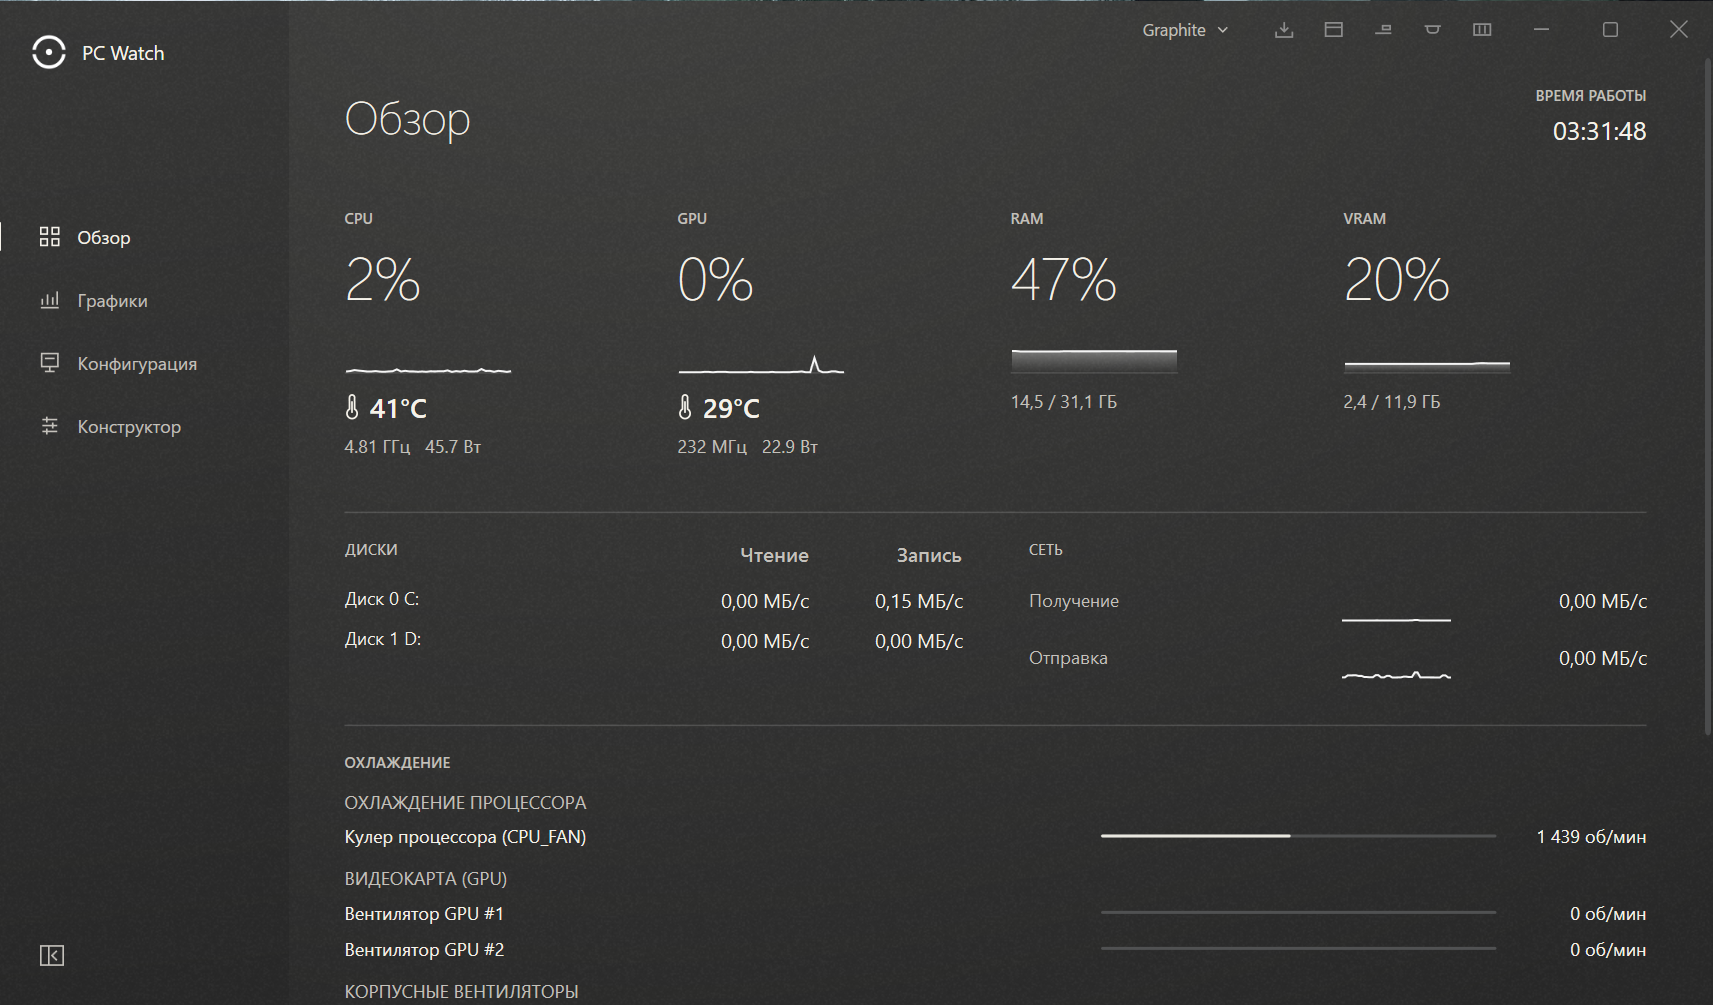 Graphite
PC Watch
Обзор
ВРЕМЯ РАБОТЫ
03:31:48
Обзор
Графики
Конфигурация
Конструктор
CPU
2%
41°C
4.81 ГГц 45.7 Вт
GPU
0%
29°C
232 МГц 22.9 Вт
RAM
47%
14,5 / 31,1 ГБ
VRAM
20%
2,4 / 11,9 ГБ
ДИСКИ Чтение Запись
Диск 0 C: 0,00 МБ/с 0,15 МБ/с
Диск 1 D: 0,00 МБ/с 0,00 МБ/с
СЕТЬ
Получение 0,00 МБ/с
Отправка 0,00 МБ/с
ОХЛАЖДЕНИЕ
ОХЛАЖДЕНИЕ ПРОЦЕССОРА
Кулер процессора (CPU_FAN) 1 439 об/мин
ВИДЕОКАРТА (GPU)
Вентилятор GPU #1 0 об/мин
Вентилятор GPU #2 0 об/мин
КОРПУСНЫЕ ВЕНТИЛЯТОРЫ